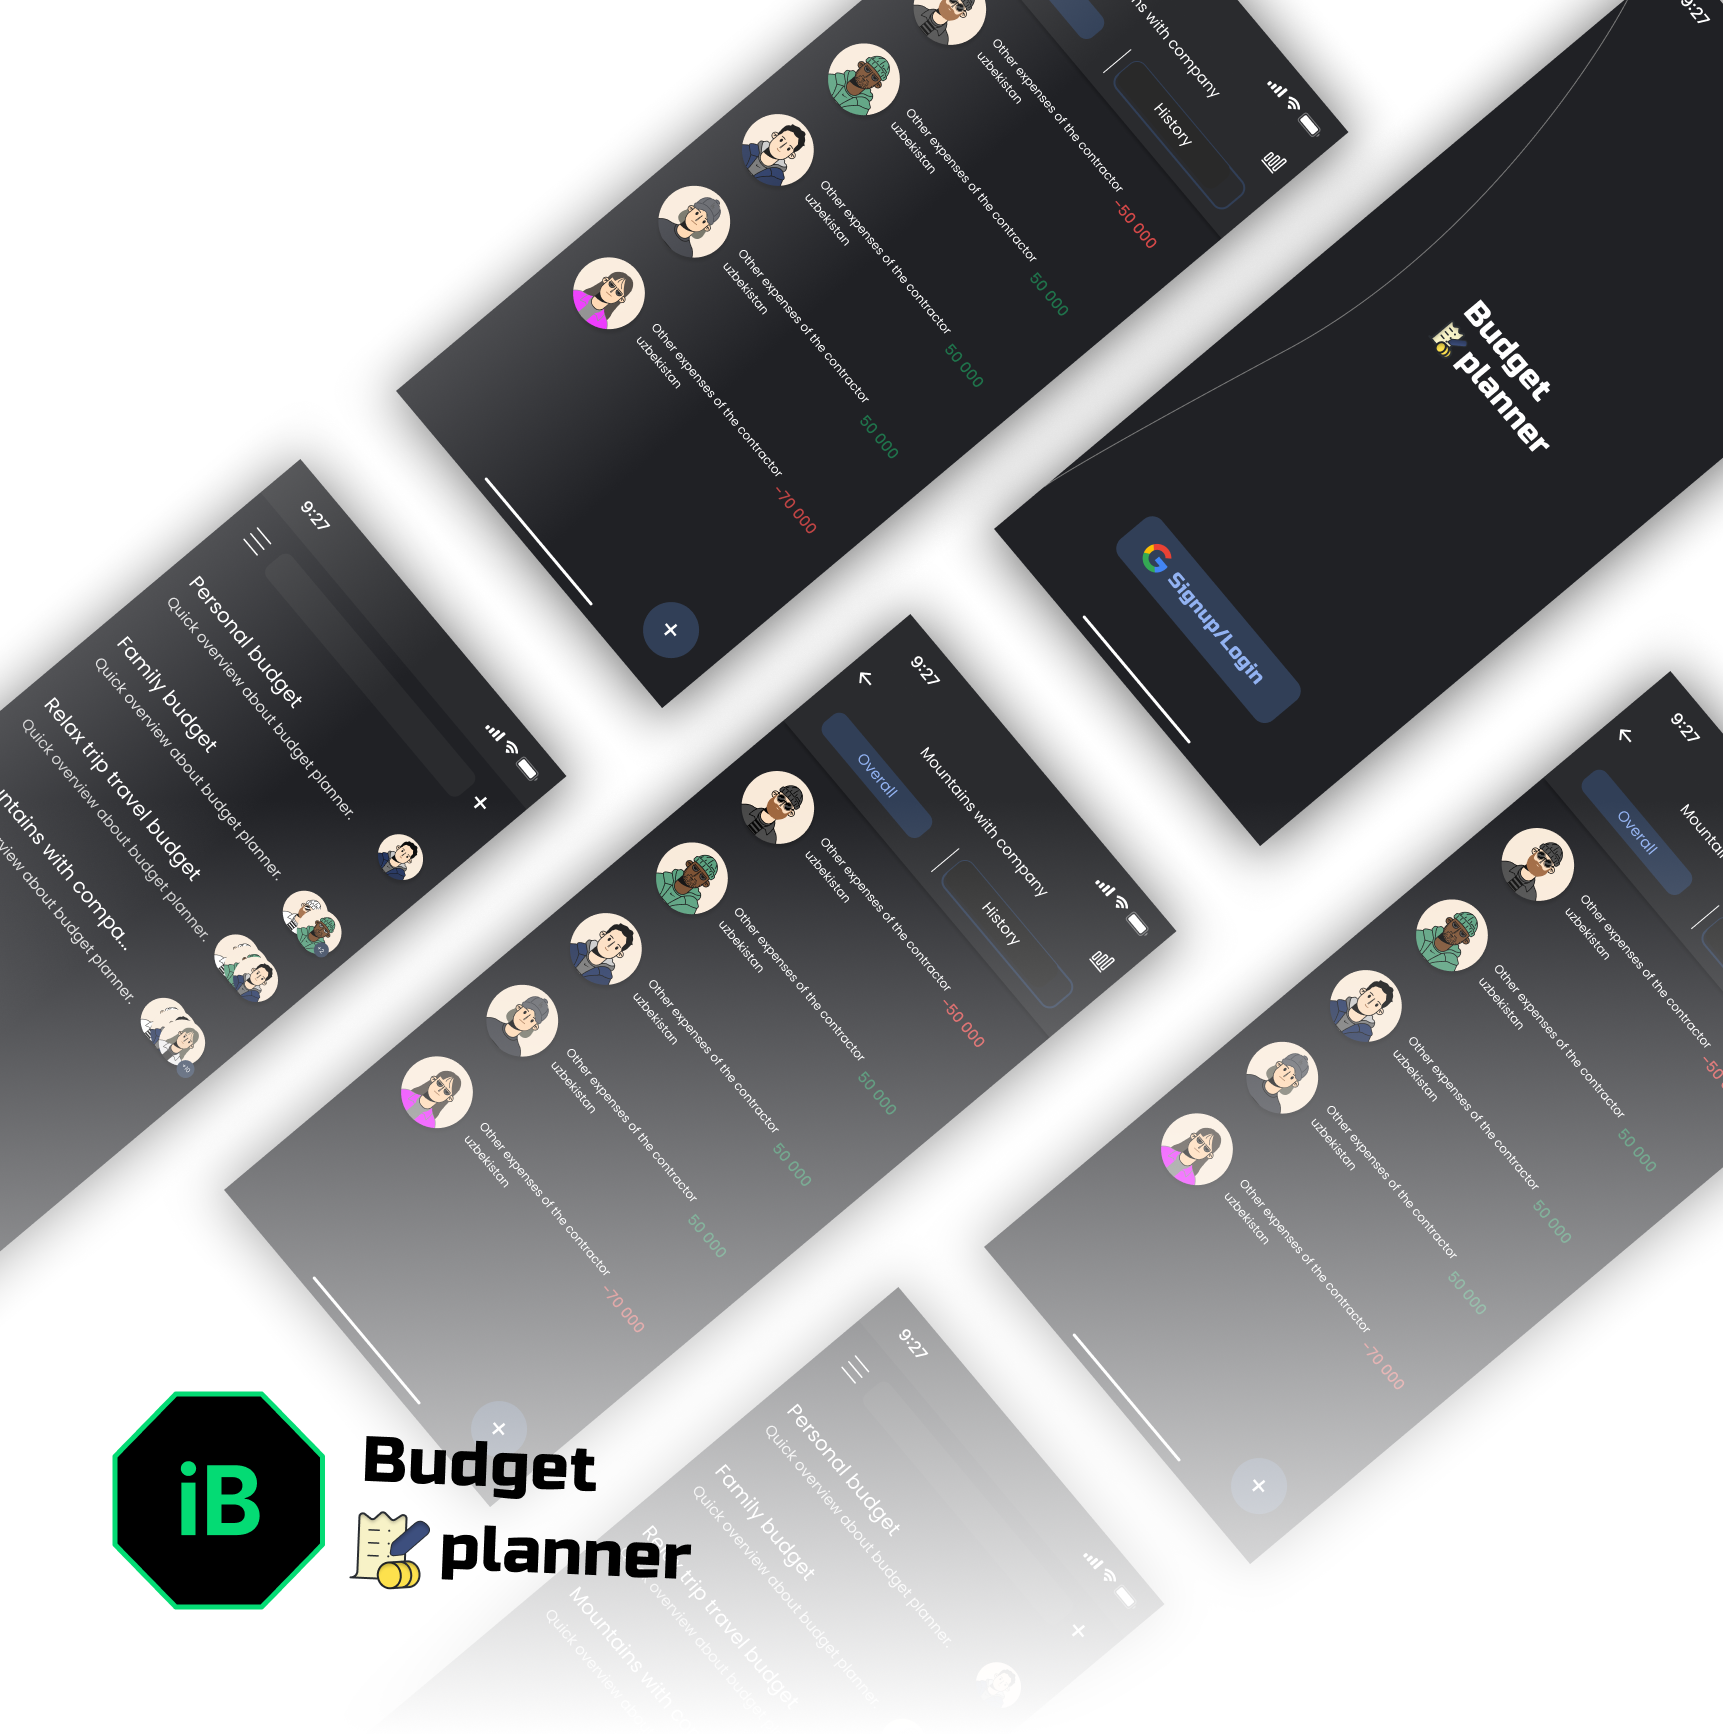 ns with company
History
Other expenses of the contractor
uzbekistan
-50 000
Other expenses of the contractor
uzbekistan
50 000
Other expenses of the contractor
uzbekistan
50 000
Other expenses of the contractor
uzbekistan
50 000
Other expenses of the contractor
uzbekistan
-70 000
9:27
Budget
planner
Signup/Login
9:27
Personal budget
Quick overview about budget planner.
Family budget
Quick overview about budget planner.
Relax trip travel budget
Quick overview about budget planner.
ntains with compa...
view about budget planner.
9:27
Mountains with company
Overall
History
Other expenses of the contractor
uzbekistan
-50 000
Other expenses of the contractor
uzbekistan
50 000
Other expenses of the contractor
uzbekistan
50 000
Other expenses of the contractor
uzbekistan
50 000
Other expenses of the contractor
uzbekistan
-70 000
9:27
Mountain
Overall
Other expenses of the contractor
uzbekistan
-50
Other expenses of the contractor
uzbekistan
50 000
Other expenses of the contractor
uzbekistan
50 000
Other expenses of the contractor
uzbekistan
50 000
Other expenses of the contractor
uzbekistan
-70 000
9:27
Personal budget
Quick overview about budget planner.
Family budget
Quick overview about budget planner
Relax trip travel budget
overview about budget
Mountains with co
Quick overview ab
iB
Budget
planner